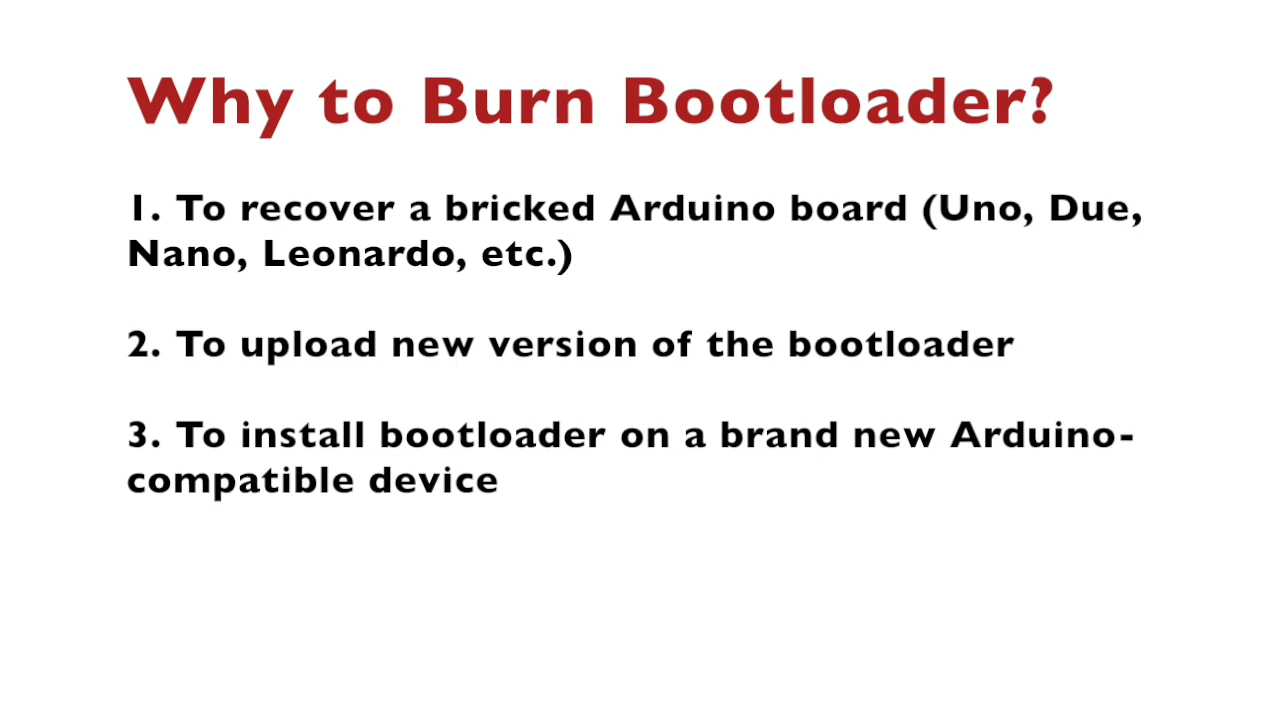 Why to Burn Bootloader?
1. To recover a bricked Arduino board (Uno, Due,
Nano, Leonardo, etc.)
2. To upload new version of the bootloader
3. To install bootloader on a brand new Arduino-
compatible device